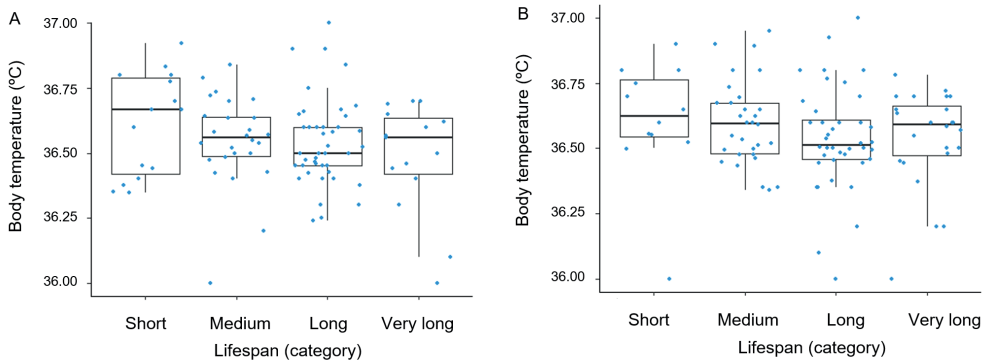 A
37.00
36.75
36.50
36.25
36.00
Body temperature (ºC)
Short Medium Long Very long
Lifespan (category)
B
37.00
36.75
36.50
36.25
36.00
Body temperature (ºC)
Short Medium Long Very long
Lifespan (category)